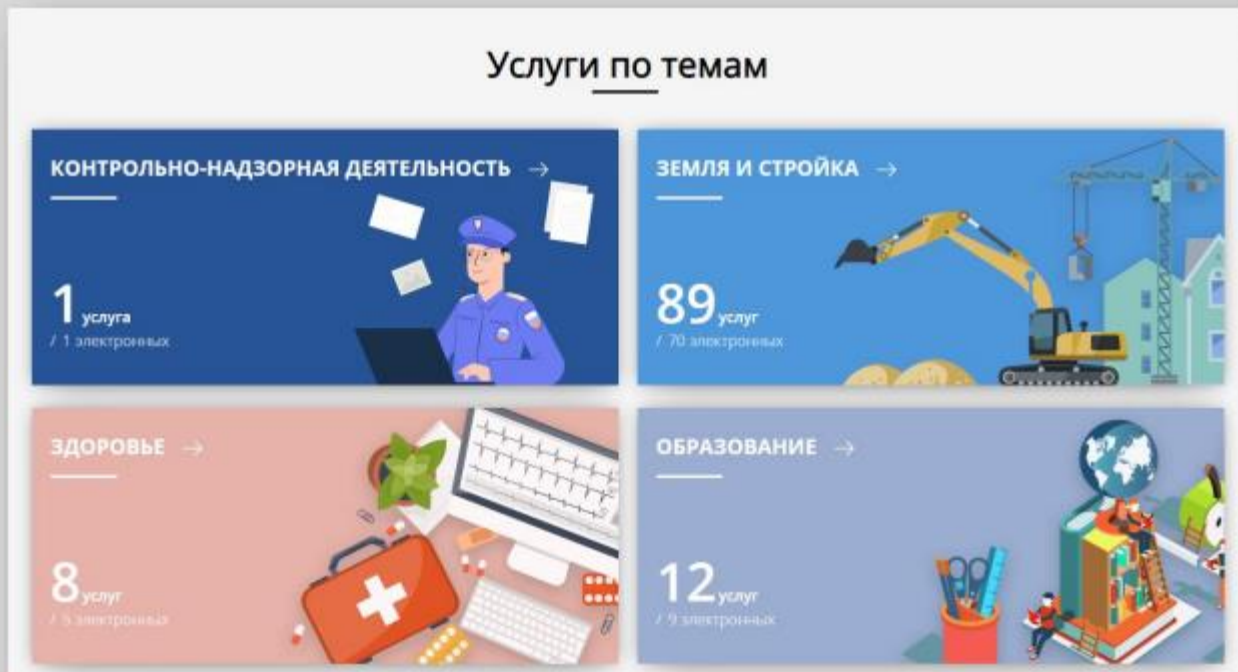 Услуги по темам
КОНТРОЛЬНО-НАДЗОРНАЯ ДЕЯТЕЛЬНОСТЬ →
1 услуга
/ 1 электронных
ЗЕМЛЯ И СТРОЙКА →
89 услуг
/ 70 электронных
ЗДОРОВЬЕ →
8 услуг
/ 5 электронных
ОБРАЗОВАНИЕ →
12 услуг
/ 9 электронных